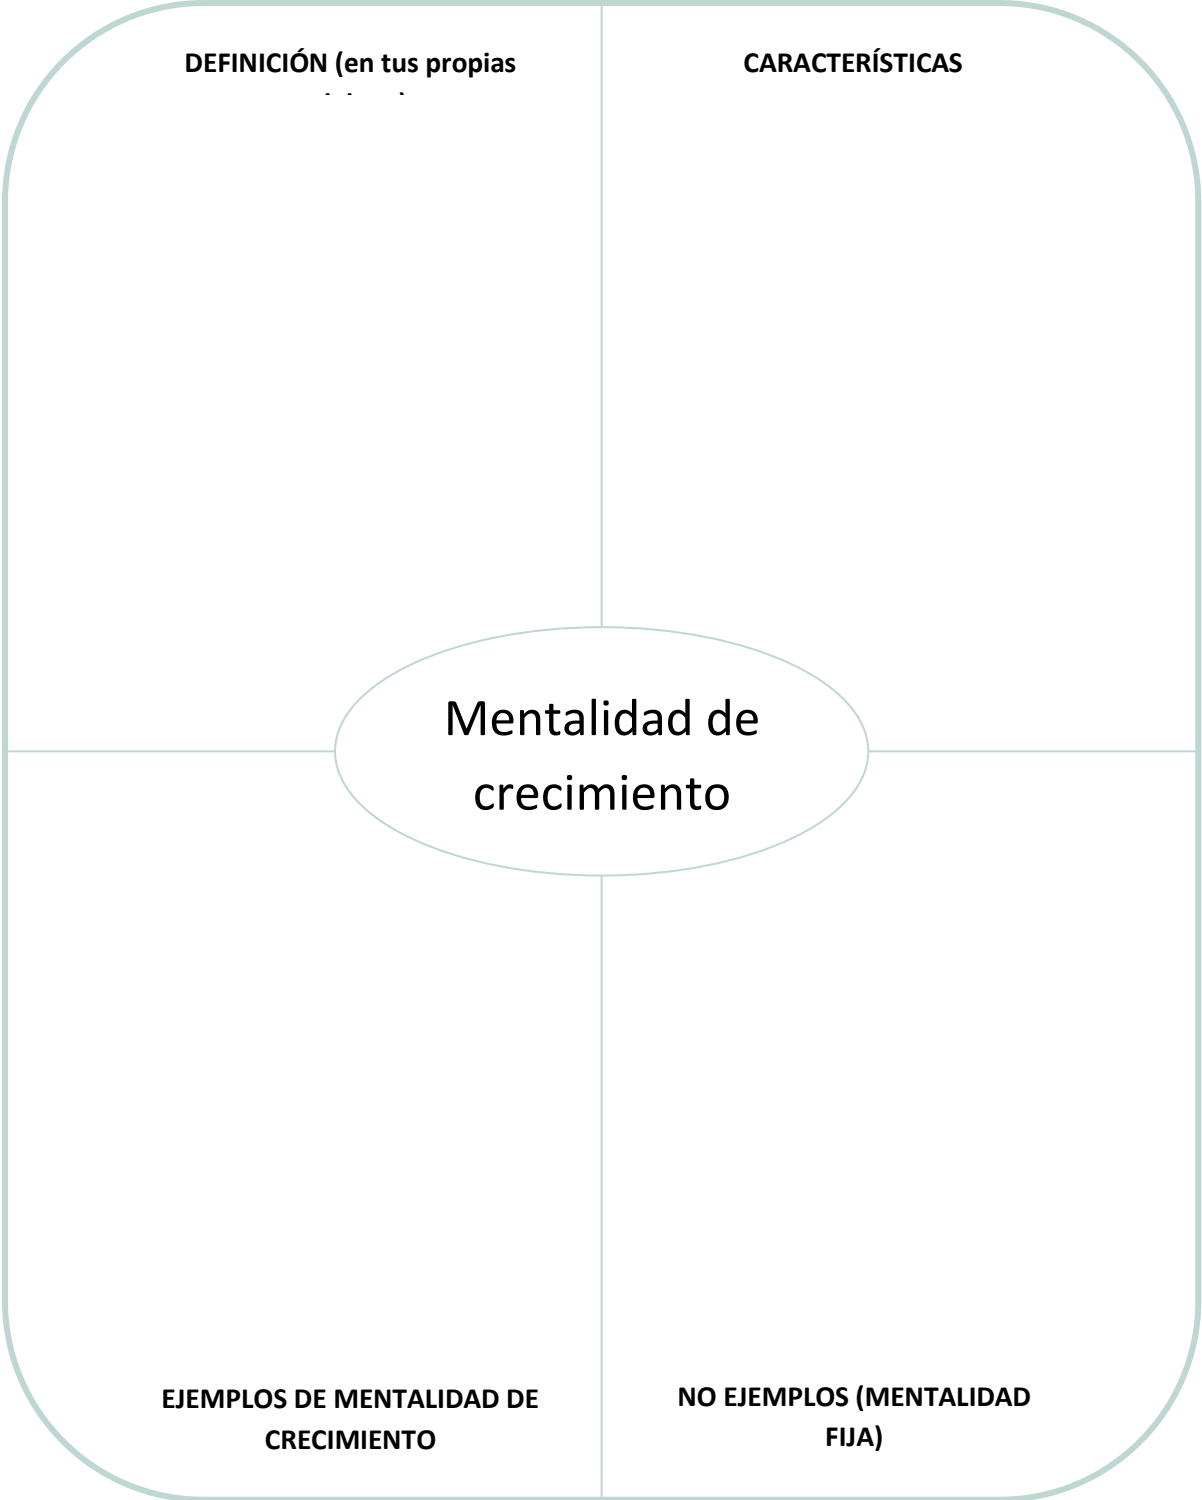 DEFINICIÓN (en tus propias
CARACTERÍSTICAS
Mentalidad de
crecimiento
EJEMPLOS DE MENTALIDAD DE
CRECIMIENTO
NO EJEMPLOS (MENTALIDAD
FIJA)